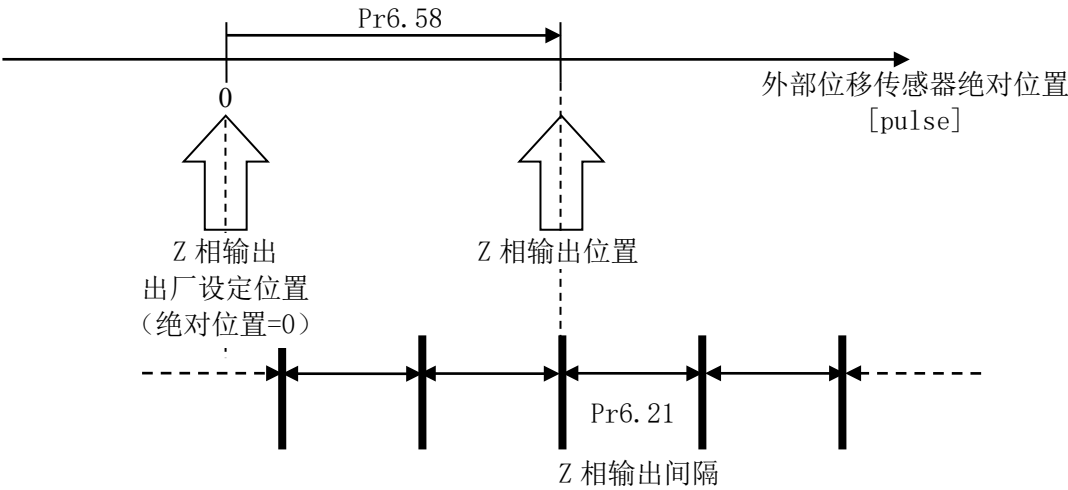 Pr6.58
外部位移传感器绝对位置
[pulse]
0
Z 相输出
出厂设定位置
（绝对位置=0）
Z 相输出位置
Pr6.21
Z 相输出间隔